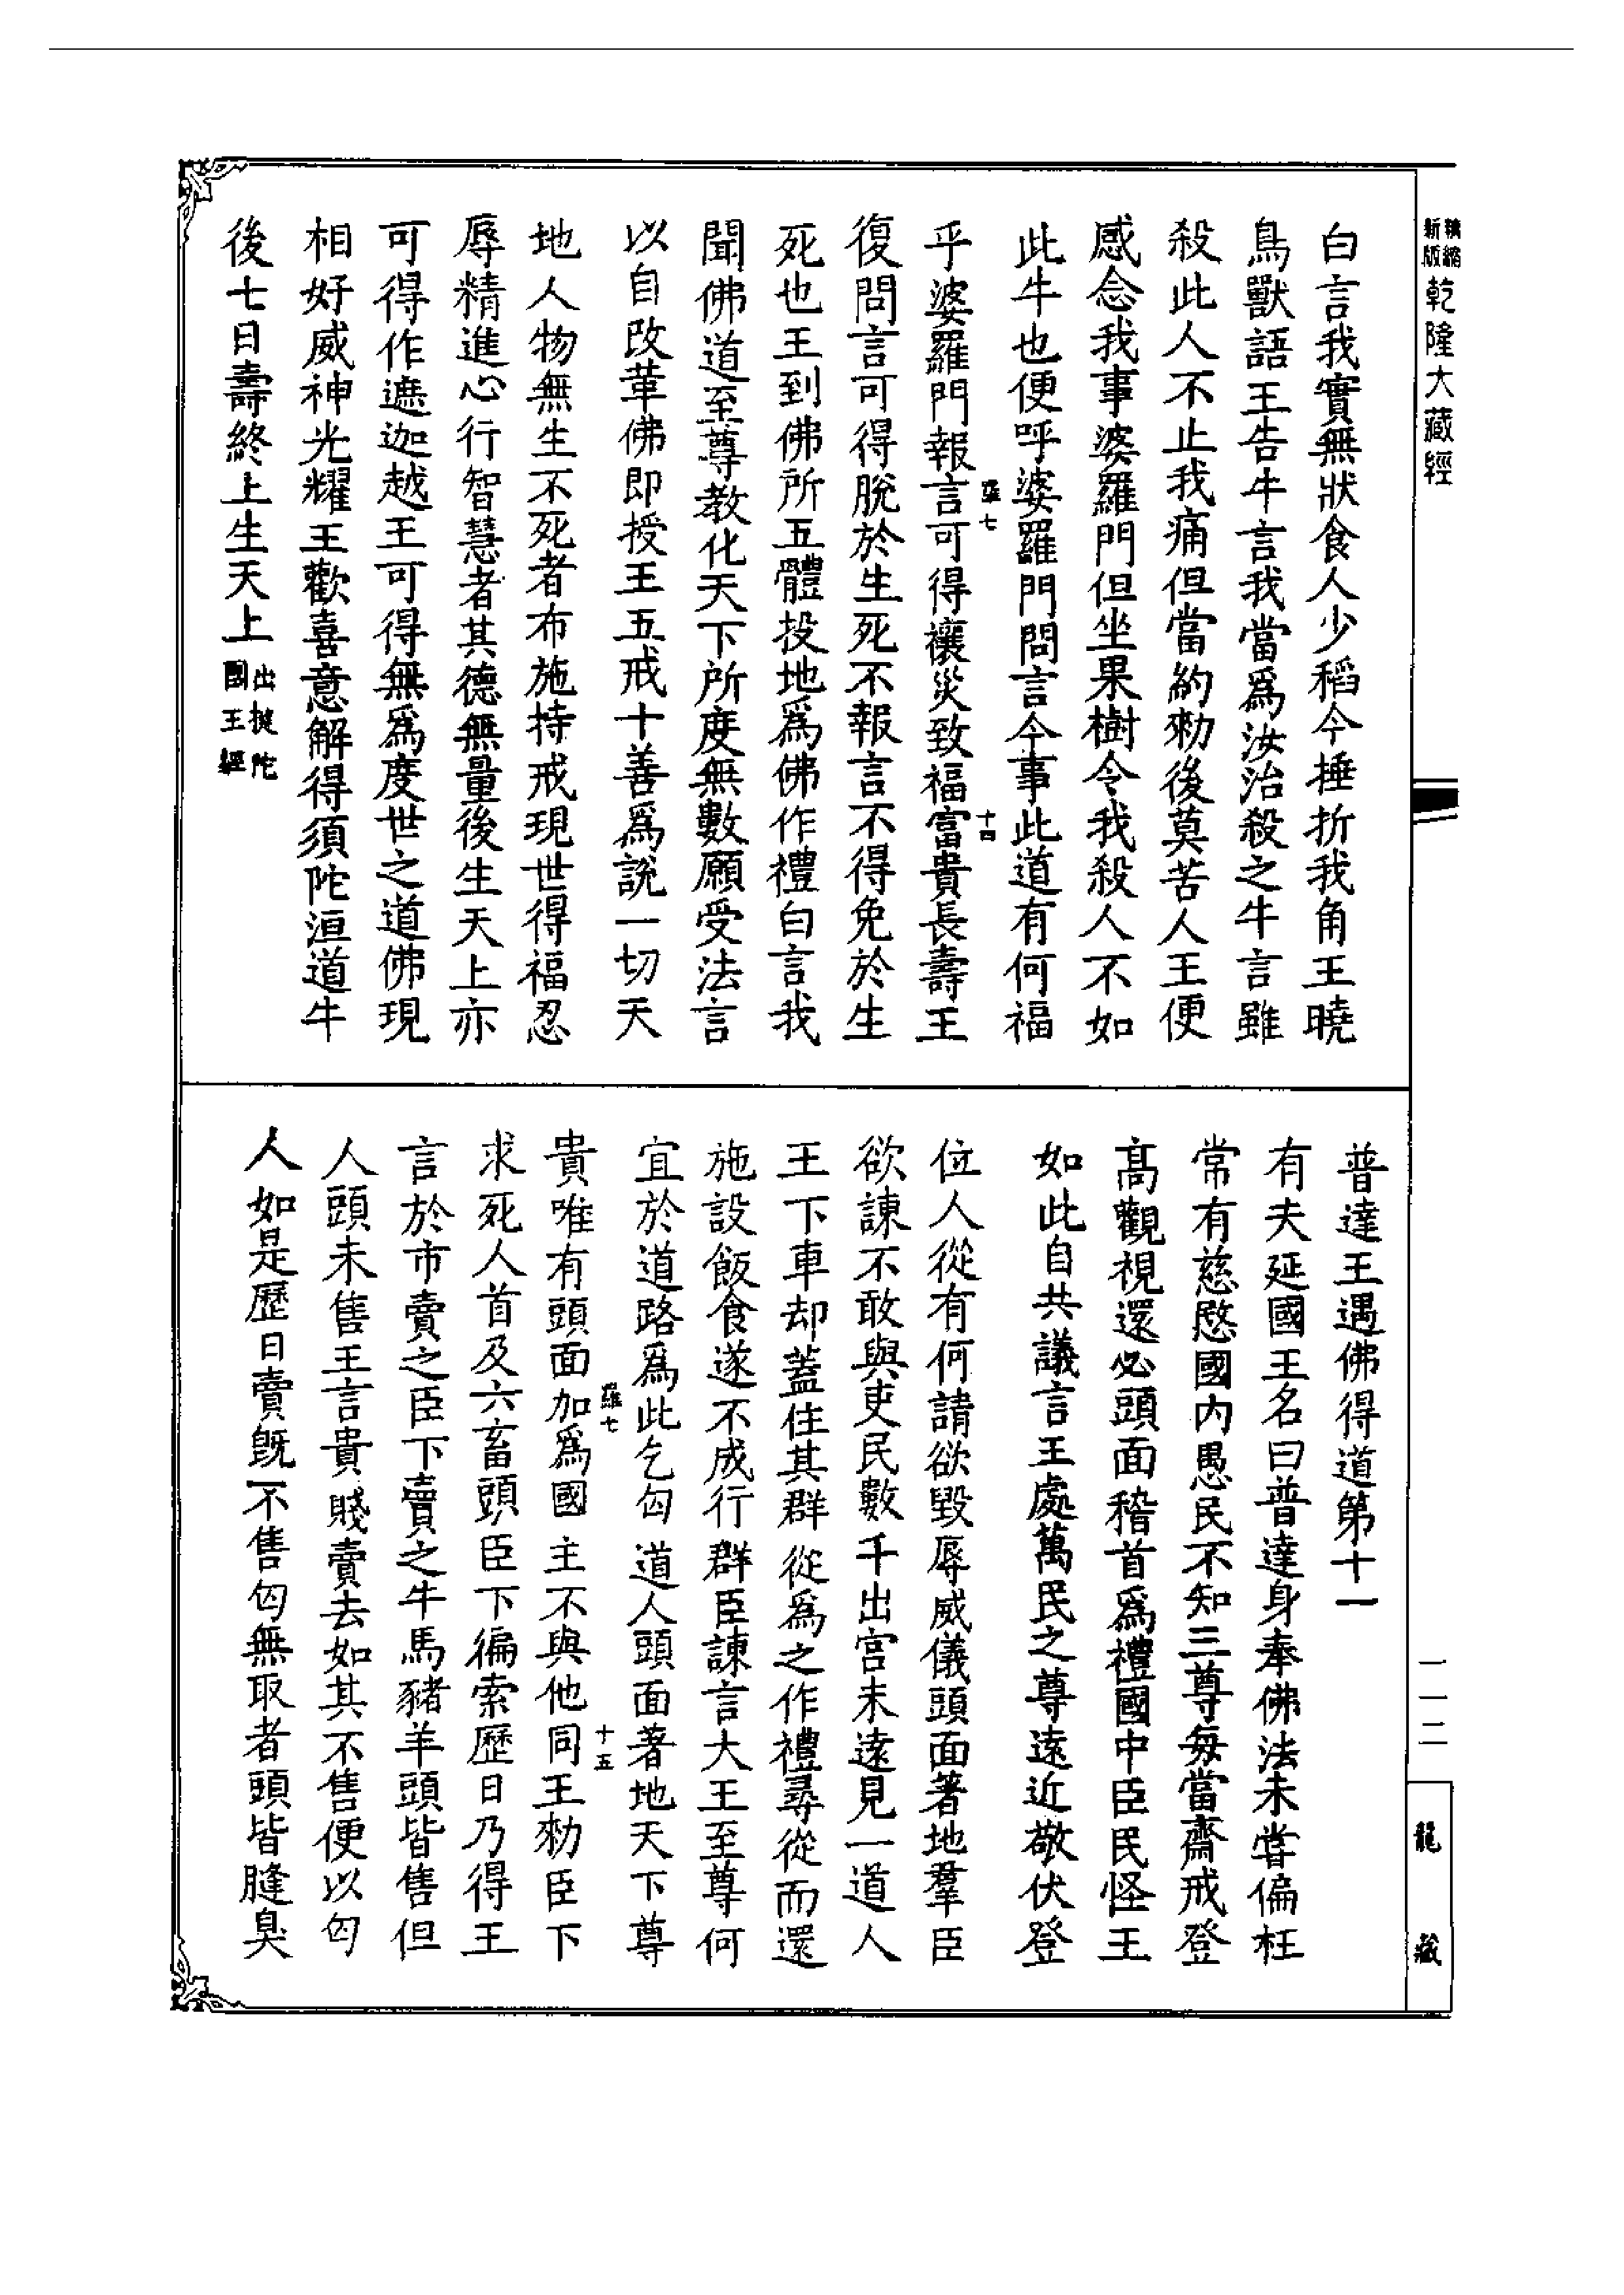 精縮
新版
乾隆大藏經
白言我實無狀食人少稻今捶折我角王曉
鳥獸語王告牛言我當爲汝治殺之牛言雖
殺此人不止我痛但當約勑後莫苦人王便
感念我事婆羅門但坐果樹令我殺人不如
此牛也便呼婆羅門問言今事此道有何福
羅七
十四
乎婆羅門報言可得禳災致福富貴長壽王
復問言可得脫於生死不報言不得免於生
死也王到佛所五體投地爲佛作禮白言我
聞佛道至尊教化天下所度無數願受法言
以自改革佛即授王五戒十善爲說一切天
地人物無生不死者布施持戒現世得福忍
辱精進心行智慧者其德無量後生天上亦
可得作遮迦越王可得無爲度世之道佛現
相好威神光耀王歡喜意解得須陀洹道牛
後七日壽終上生天上
出揵陀
國王經
普達王遇佛得道第十一
有夫延國王名曰普達身奉佛法未甞偏枉
常有慈愍國内愚民不知三尊每當齋戒登
高觀視還必頭面稽首爲禮國中臣民怪王
如此自共議言王處萬民之尊遠近敬伏登
位人從有何請欲毀辱威儀頭面著地羣臣
欲諫不敢與吏民數千出宮未遠見一道人
王下車却蓋住其群從爲之作禮尋從而還
施設飯食遂不成行群臣諫言大王至尊何
宜於道路爲此乞匃道人頭面著地天下尊
羅七
十五
貴唯有頭面加爲國主不與他同王勑臣下
求死人首及六畜頭臣下徧索歷日乃得王
言於市賣之臣下賣之牛馬豬羊頭皆售但
人頭未售王言貴賤賣去如其不售便以匃
人如是歷日賣既不售匃無取者頭皆膖臭
一一二
龍藏